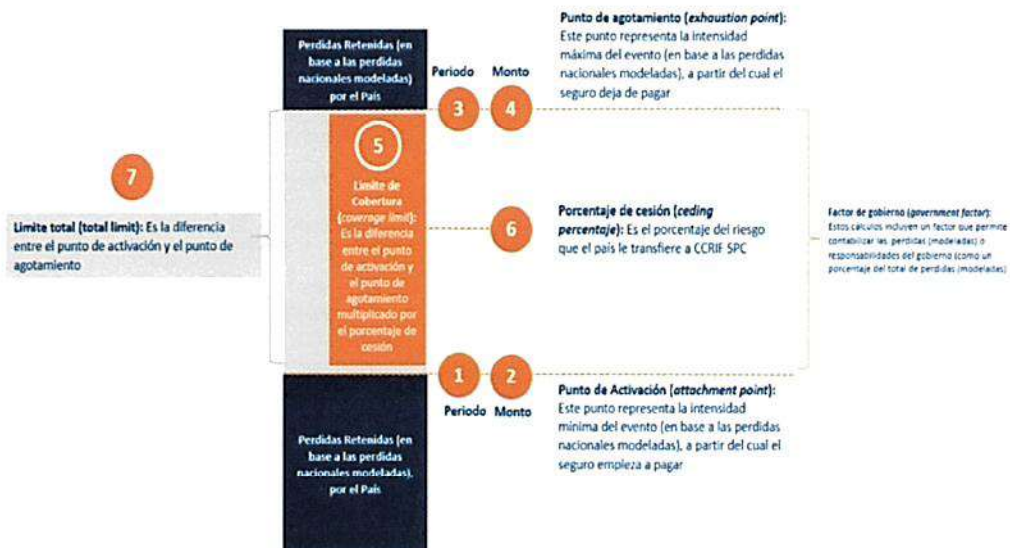 Punto de agotamiento (exhaustion point):
Este punto representa la intensidad
máxima del evento (en base a las perdidas
nacionales modeladas), a partir del cual el
seguro deja de pagar
Perdidas Retenidas (en
base a las perdidas
nacionales modeladas)
por el País
Periodo Monto
3 4
7
Limite total (total limit): Es la diferencia
entre el punto de activación y el punto de
agotamiento
5
Limite de
Cobertura
(coverage limit):
Es la diferencia
entre el punto
de activación y
el punto de
agotamiento
multiplicado por
el porcentaje de
cesión
6
Porcentaje de cesión (ceding
percentaje): Es el porcentaje del riesgo
que el país le transfiere a CCRIF SPC
Factor de gobierno (government factor):
Estos cálculos incluyen un factor que permite
contabilizar las perdidas (modeladas) o
responsabilidades del gobierno (como un
porcentaje del total de perdidas (modeladas)
1 2
Periodo Monto
Punto de Activación (attachment point):
Este punto representa la intensidad
mínima del evento (en base a las perdidas
nacionales modeladas), a partir del cual el
seguro empieza a pagar
Perdidas Retenidas (en
base a las perdidas
nacionales modeladas),
por el País